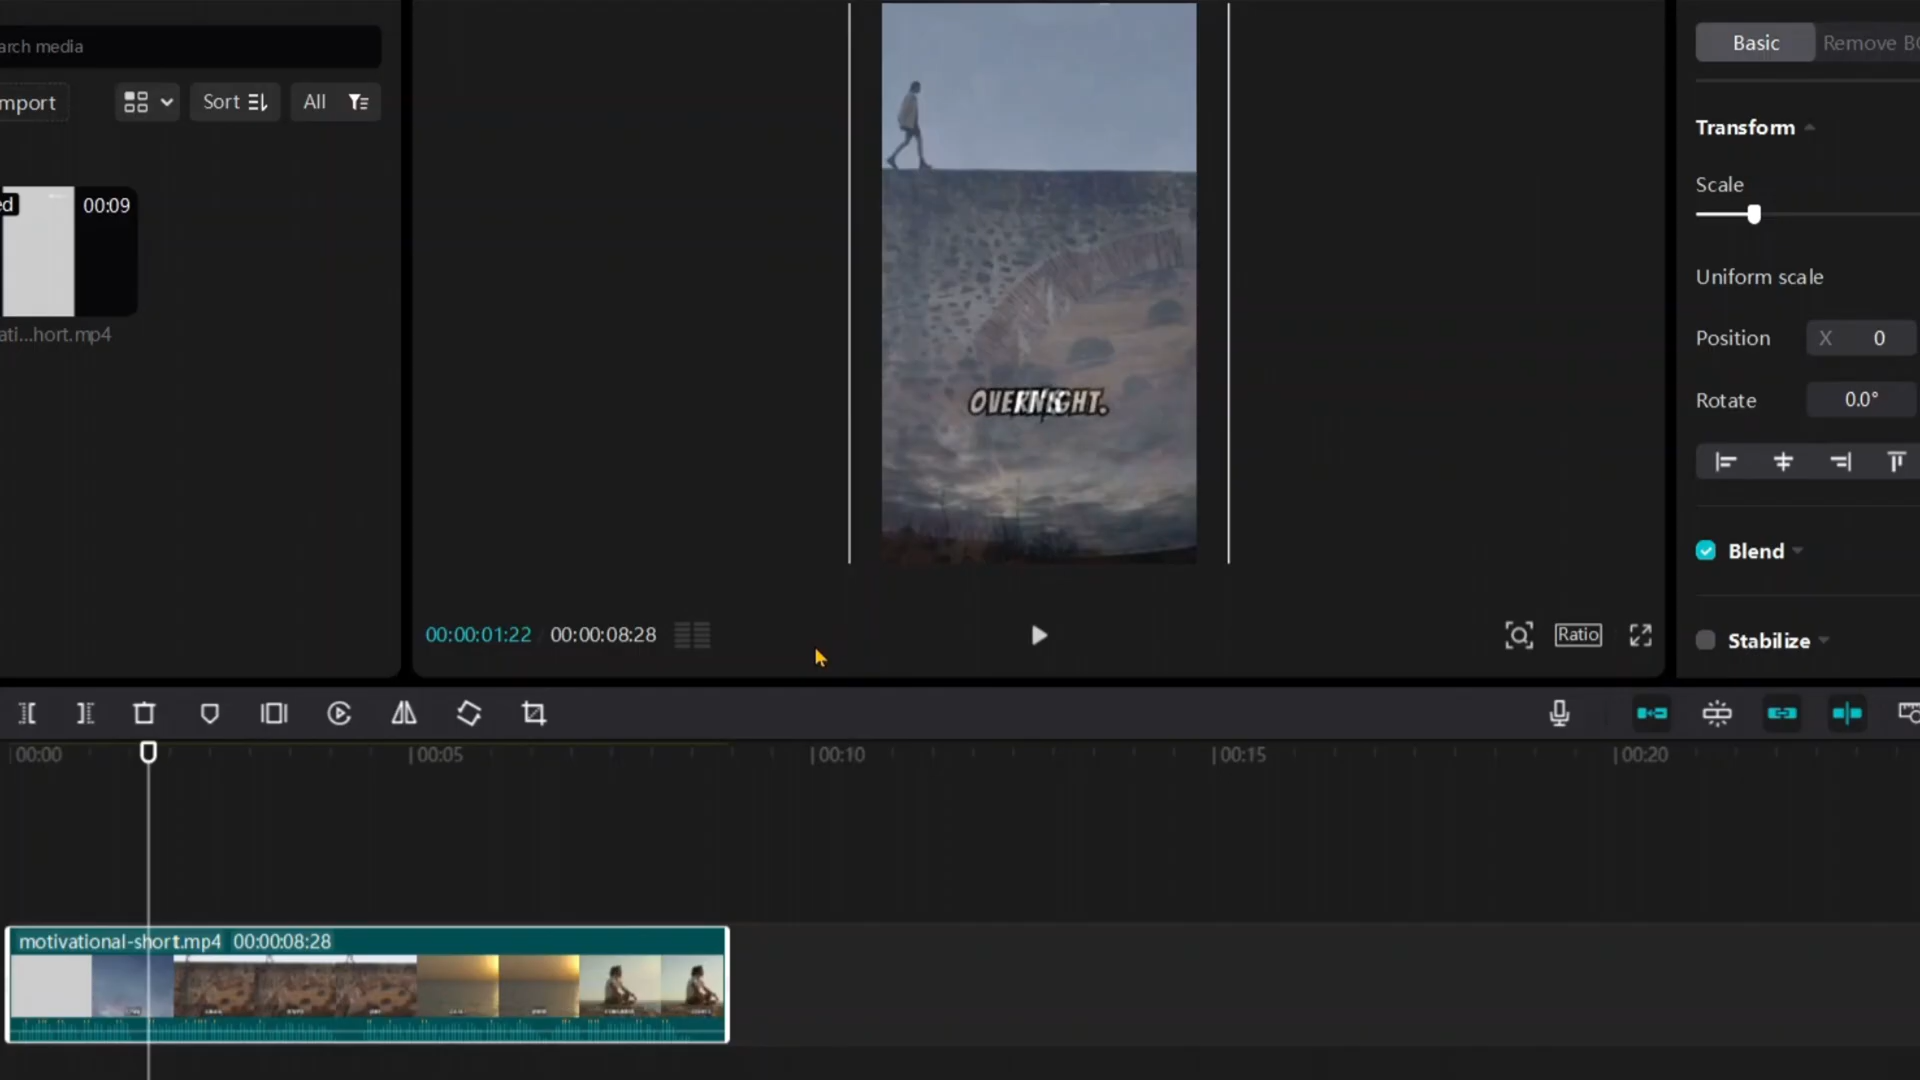 arch media
mport
Sort
All
ed
00:09
ati...hort.mp4
OVERNIGHT.
00:00:01:22
00:00:08:28
Ratio
Basic
Remove BG
Transform
Scale
Uniform scale
Position
X
0
Rotate
0.0°
Blend
Stabilize
00:00
00:05
00:10
00:15
00:20
motivational-short.mp4 00:00:08:28